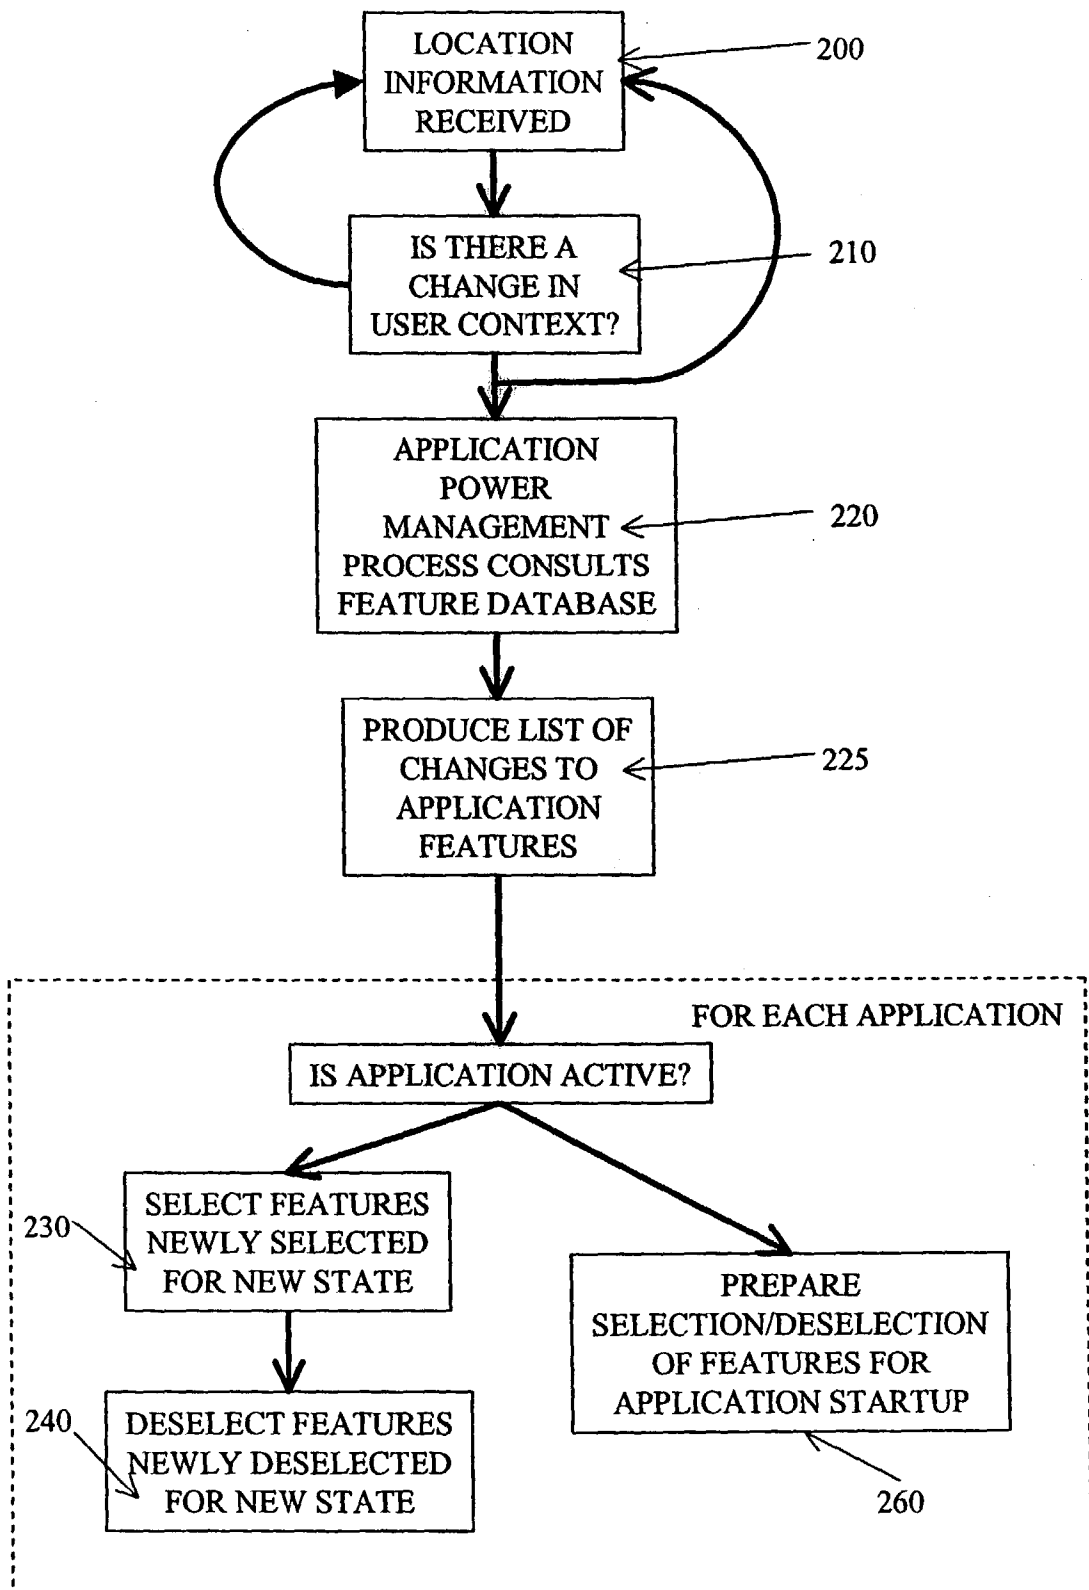 LOCATION
INFORMATION
RECEIVED
200
IS THERE A
CHANGE IN
USER CONTEXT?
210
APPLICATION
POWER
MANAGEMENT
PROCESS CONSULTS
FEATURE DATABASE
220
PRODUCE LIST OF
CHANGES TO
APPLICATION
FEATURES
225
FOR EACH APPLICATION
IS APPLICATION ACTIVE?
230
SELECT FEATURES
NEWLY SELECTED
FOR NEW STATE
PREPARE
SELECTION/DESELECTION
OF FEATURES FOR
APPLICATION STARTUP
260
240
DESELECT FEATURES
NEWLY DESELECTED
FOR NEW STATE